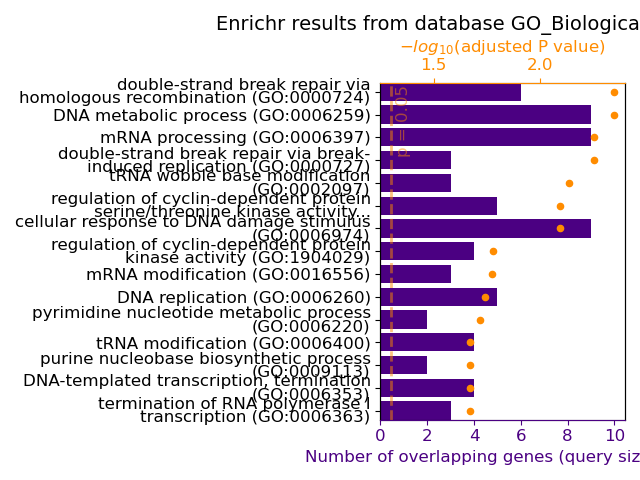 Enrichr results from database GO_Biologica
−log10(adjusted P value)
1.5 2.0
p = 0.05
double-strand break repair via
homologous recombination (GO:0000724)
DNA metabolic process (GO:0006259)
mRNA processing (GO:0006397)
double-strand break repair via break-
induced replication (GO:0000727)
tRNA wobble base modification
(GO:0002097)
regulation of cyclin-dependent protein
serine/threonine kinase activity...
cellular response to DNA damage stimulus
(GO:0006974)
regulation of cyclin-dependent protein
kinase activity (GO:1904029)
mRNA modification (GO:0016556)
DNA replication (GO:0006260)
pyrimidine nucleotide metabolic process
(GO:0006220)
tRNA modification (GO:0006400)
purine nucleobase biosynthetic process
(GO:0009113)
DNA-templated transcription, termination
(GO:0006353)
termination of RNA polymerase I
transcription (GO:0006363)
0 2 4 6 8 10
Number of overlapping genes (query siz